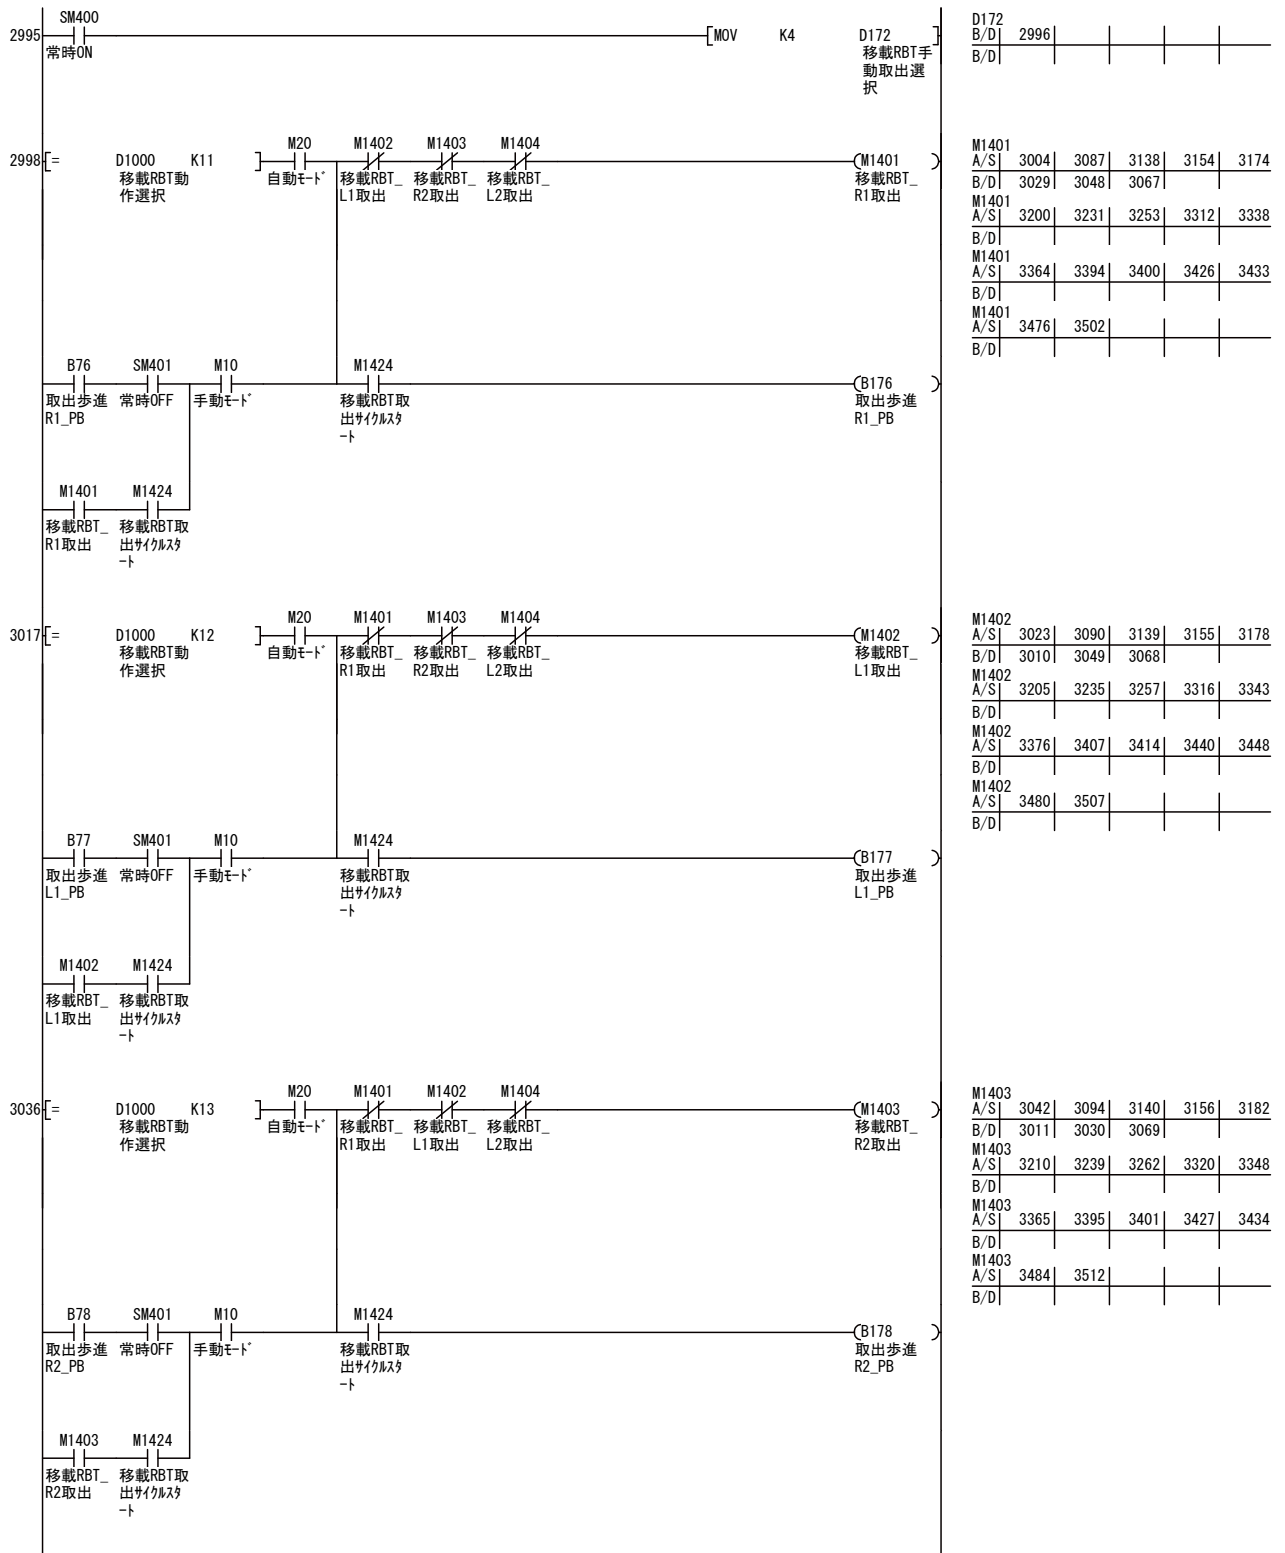 SM400
2995 MOV K4 D172
常時ON 移載RBT手
動取出選
択
D172
B/D 2996
B/D
M20 M1402 M1403 M1404
2998 = D1000 K11 M1401
移載RBT動 自動ﾓｰﾄﾞ 移載RBT_ 移載RBT_ 移載RBT_ 移載RBT_
作選択 L1取出 R2取出 L2取出 R1取出
M1401
A/S 3004 3087 3138 3154 3174
B/D 3029 3048 3067
M1401
A/S 3200 3231 3253 3312 3338
B/D
M1401
A/S 3364 3394 3400 3426 3433
B/D
M1401
A/S 3476 3502
B/D
B76 SM401 M10 M1424
B176
取出歩進 常時OFF 手動ﾓｰﾄﾞ 移載RBT取 取出歩進
R1_PB 出ｻｲｸﾙｽﾀ R1_PB
ｰﾄ
M1401 M1424
移載RBT_ 移載RBT取
R1取出 出ｻｲｸﾙｽﾀ
ｰﾄ
M20 M1401 M1403 M1404
3017 = D1000 K12 M1402
移載RBT動 自動ﾓｰﾄﾞ 移載RBT_ 移載RBT_ 移載RBT_ 移載RBT_
作選択 R1取出 R2取出 L2取出 L1取出
M1402
A/S 3023 3090 3139 3155 3178
B/D 3010 3049 3068
M1402
A/S 3205 3235 3257 3316 3343
B/D
M1402
A/S 3376 3407 3414 3440 3448
B/D
M1402
A/S 3480 3507
B/D
B77 SM401 M10 M1424
B177
取出歩進 常時OFF 手動ﾓｰﾄﾞ 移載RBT取 取出歩進
L1_PB 出ｻｲｸﾙｽﾀ L1_PB
ｰﾄ
M1402 M1424
移載RBT_ 移載RBT取
L1取出 出ｻｲｸﾙｽﾀ
ｰﾄ
M20 M1401 M1402 M1404
3036 = D1000 K13 M1403
移載RBT動 自動ﾓｰﾄﾞ 移載RBT_ 移載RBT_ 移載RBT_ 移載RBT_
作選択 R1取出 L1取出 L2取出 R2取出
M1403
A/S 3042 3094 3140 3156 3182
B/D 3011 3030 3069
M1403
A/S 3210 3239 3262 3320 3348
B/D
M1403
A/S 3365 3395 3401 3427 3434
B/D
M1403
A/S 3484 3512
B/D
B78 SM401 M10 M1424
B178
取出歩進 常時OFF 手動ﾓｰﾄﾞ 移載RBT取 取出歩進
R2_PB 出ｻｲｸﾙｽﾀ R2_PB
ｰﾄ
M1403 M1424
移載RBT_ 移載RBT取
R2取出 出ｻｲｸﾙｽﾀ
ｰﾄ